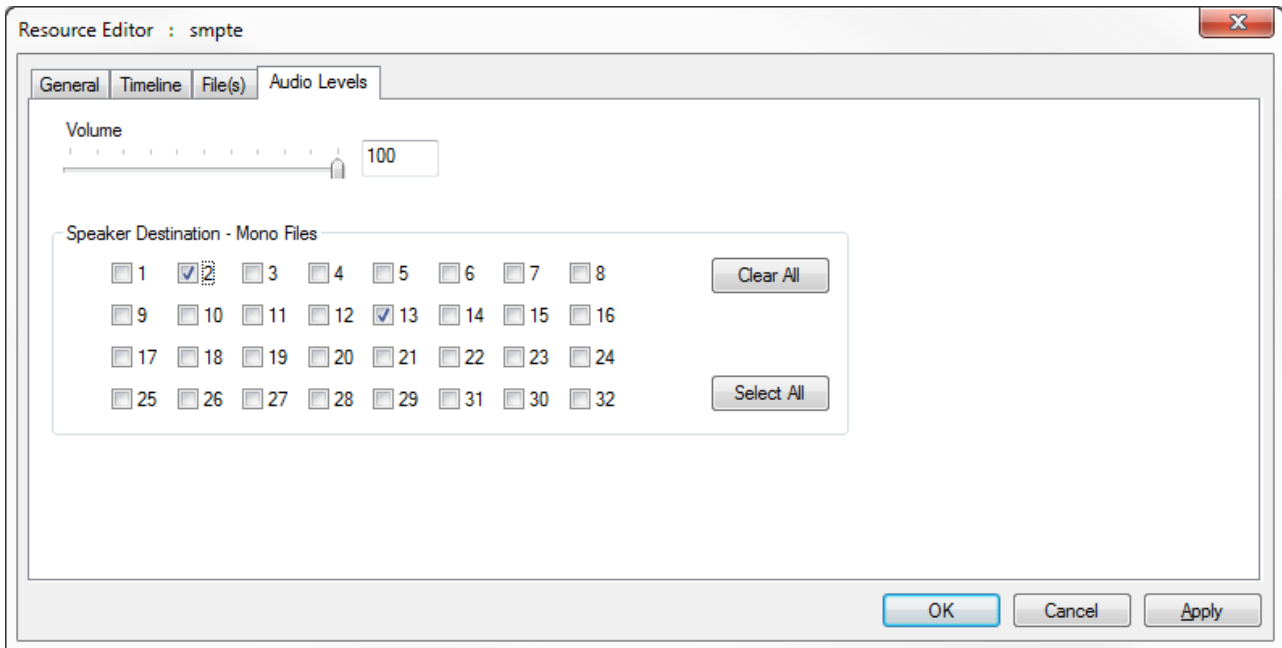 Resource Editor : smpte
General Timeline File(s) Audio Levels
Volume
100
Speaker Destination - Mono Files
1 2 3 4 5 6 7 8 Clear All
9 10 11 12 13 14 15 16
17 18 19 20 21 22 23 24
25 26 27 28 29 31 30 32 Select All
OK Cancel Apply